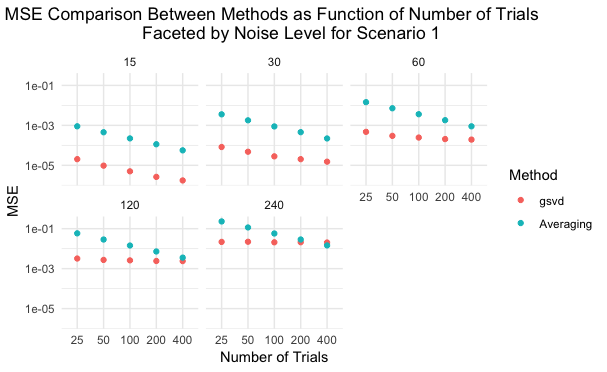 MSE Comparison Between Methods as Function of Number of Trials
Faceted by Noise Level for Scenario 1
15
30
60
1e-01
1e-03
1e-05
25 50 100 200 400
120
240
1e-01
1e-03
1e-05
25 50 100 200 400
25 50 100 200 400
MSE
Number of Trials
Method
gsvd
Averaging